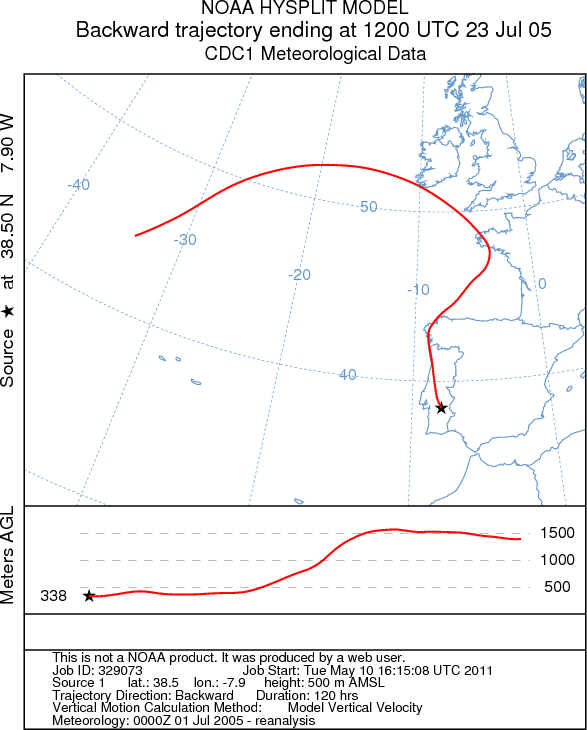 NOAA HYSPLIT MODEL
Backward trajectory ending at 1200 UTC 23 Jul 05
CDC1 Meteorological Data
Source ★ at 38.50 N 7.90 W
-40
50
-30
-20
-10
0
40
Meters AGL
1500
1000
500
338
This is not a NOAA product. It was produced by a web user.
Job ID: 329073 Job Start: Tue May 10 16:15:08 UTC 2011
Source 1 lat.: 38.5 lon.: -7.9 height: 500 m AMSL
Trajectory Direction: Backward Duration: 120 hrs
Vertical Motion Calculation Method: Model Vertical Velocity
Meteorology: 0000Z 01 Jul 2005 - reanalysis